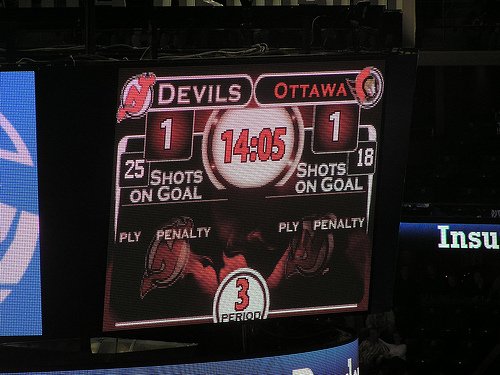 DEVILS OTTAWA
1 14:05 1
25 SHOTS ON GOAL SHOTS ON GOAL 18
PLY PENALTY PLY PENALTY
3
PERIOD
Insu